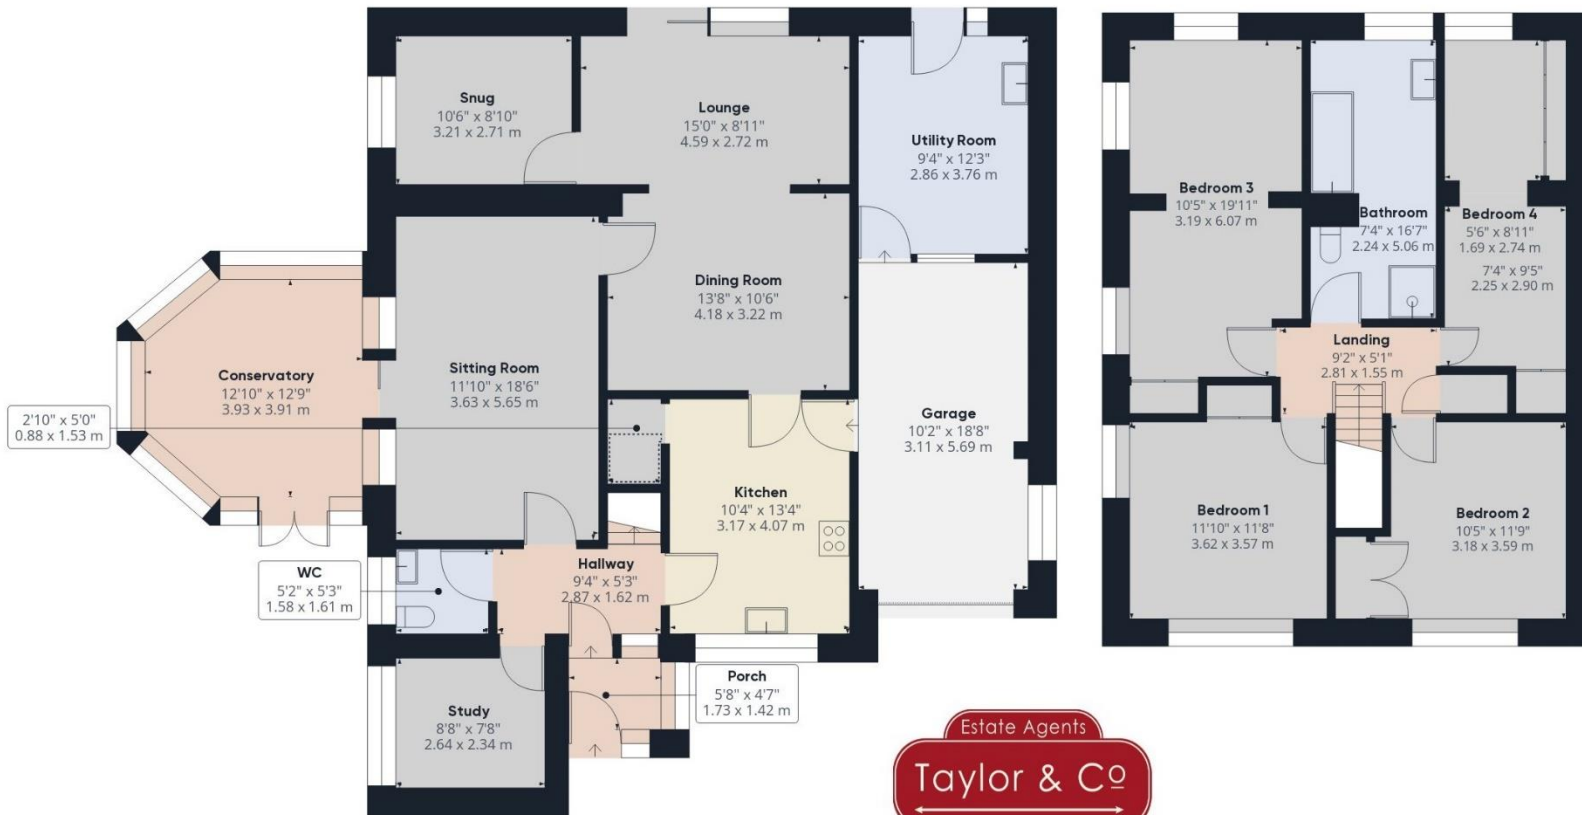 Snug
10'6" x 8'10"
3.21 x 2.71 m
Lounge
15'0" x 8'11"
4.59 x 2.72 m
Utility Room
9'4" x 12'3"
2.86 x 3.76 m
Dining Room
13'8" x 10'6"
4.18 x 3.22 m
Sitting Room
11'10" x 18'6"
3.63 x 5.65 m
Conservatory
12'10" x 12'9"
3.93 x 3.91 m
2'10" x 5'0"
0.88 x 1.53 m
Garage
10'2" x 18'8"
3.11 x 5.69 m
Kitchen
10'4" x 13'4"
3.17 x 4.07 m
WC
5'2" x 5'3"
1.58 x 1.61 m
Hallway
9'4" x 5'3"
2.87 x 1.62 m
Porch
5'8" x 4'7"
1.73 x 1.42 m
Study
8'8" x 7'8"
2.64 x 2.34 m
Bedroom 3
10'5" x 19'11"
3.19 x 6.07 m
Bathroom
7'4" x 16'7"
2.24 x 5.06 m
Bedroom 4
5'6" x 8'11"
1.69 x 2.74 m
7'4" x 9'5"
2.25 x 2.90 m
Landing
9'2" x 5'1"
2.81 x 1.55 m
Bedroom 1
11'10" x 11'8"
3.62 x 3.57 m
Bedroom 2
10'5" x 11'9"
3.18 x 3.59 m
Estate Agents
Taylor & Co